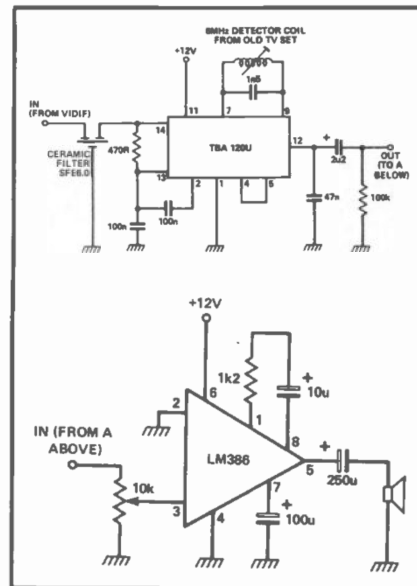 6MHz DETECTOR COIL
FROM OLD TV SET
+12V
1n5
IN
(FROM VIDIF)
11
7
9
14
470R
TBA 120U
12
+
2u2
OUT
(TO A
BELOW)
CERAMIC
FILTER
SFE6.0
13
2
1
4
5
100n
100n
47n
100k
+12V
1k2
+
10u
6
2
1
8
IN (FROM A
ABOVE)
LM386
5
+
250u
10k
3
7
4
+
100u